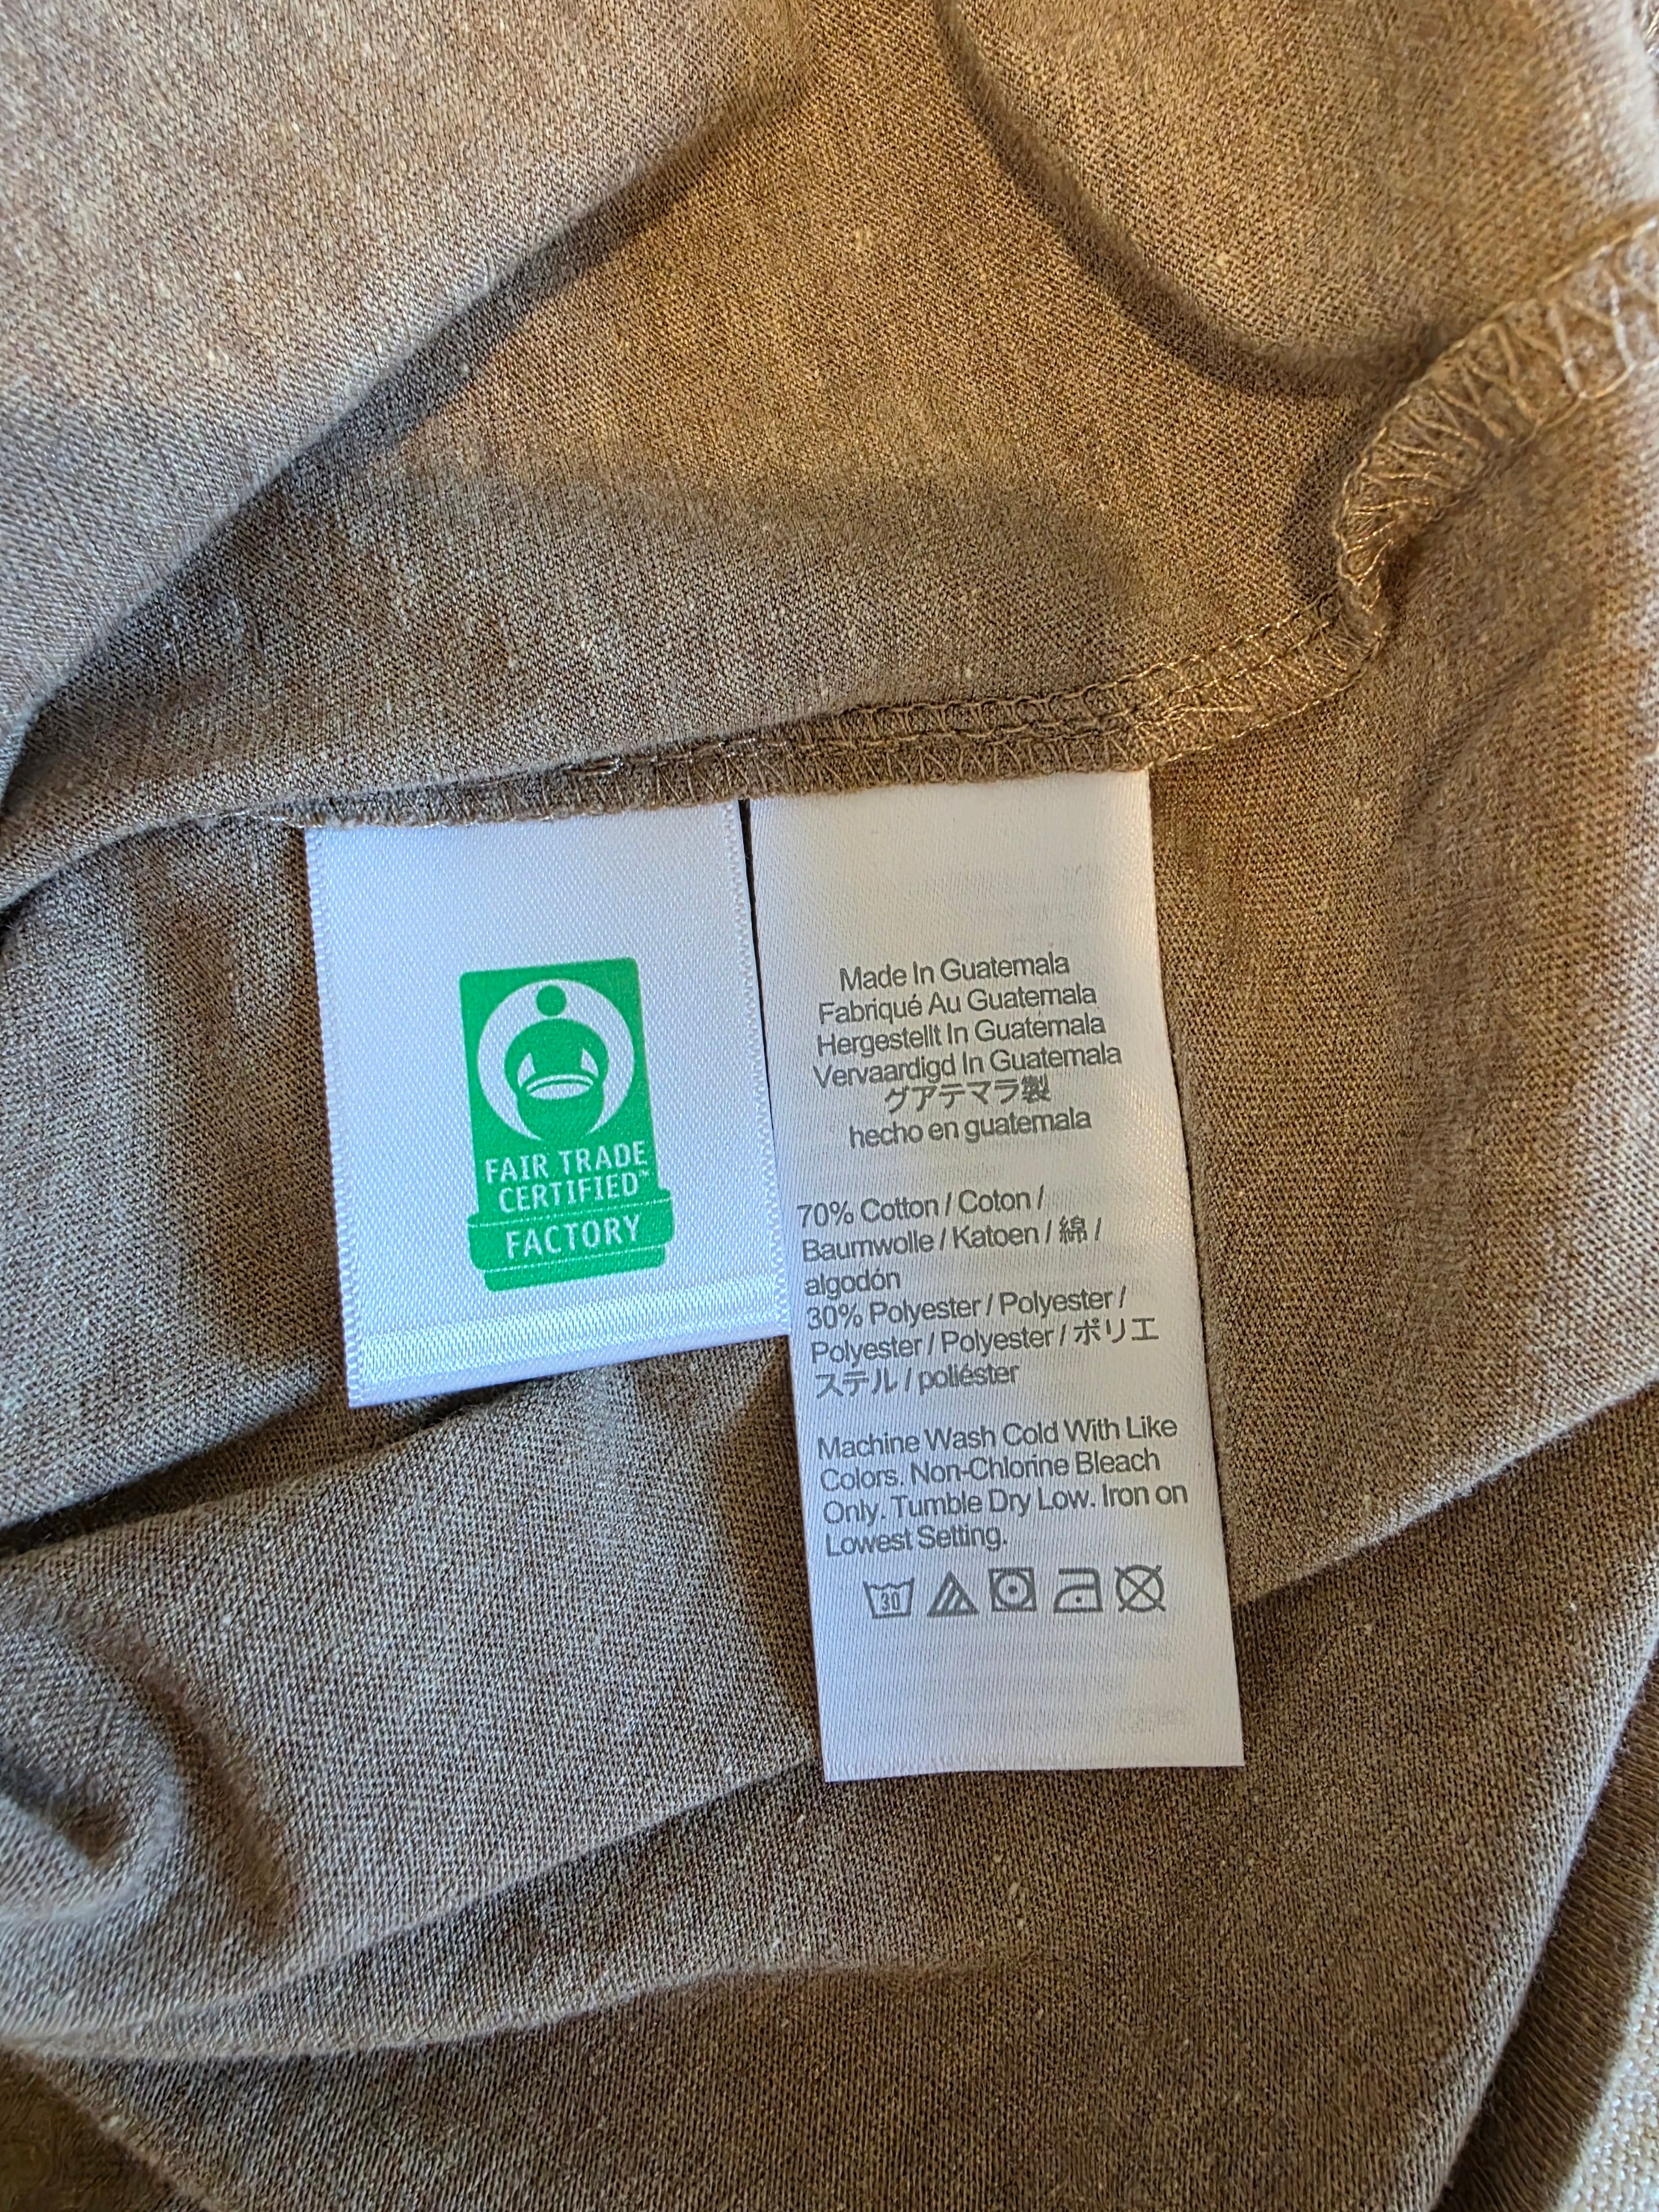 FAIR TRADE
CERTIFIED™
FACTORY
Made In Guatemala
Fabriqué Au Guatemala
Hergestellt In Guatemala
Vervaardigd In Guatemala
グアテマラ製
hecho en guatemala
70% Cotton / Coton /
Baumwolle / Katoen / 綿 /
algodón
30% Polyester / Polyester /
Polyester / Polyester / ポリエ
ステル / poliéster
Machine Wash Cold With Like
Colors. Non-Chlorine Bleach
Only. Tumble Dry Low. Iron on
Lowest Setting.
30